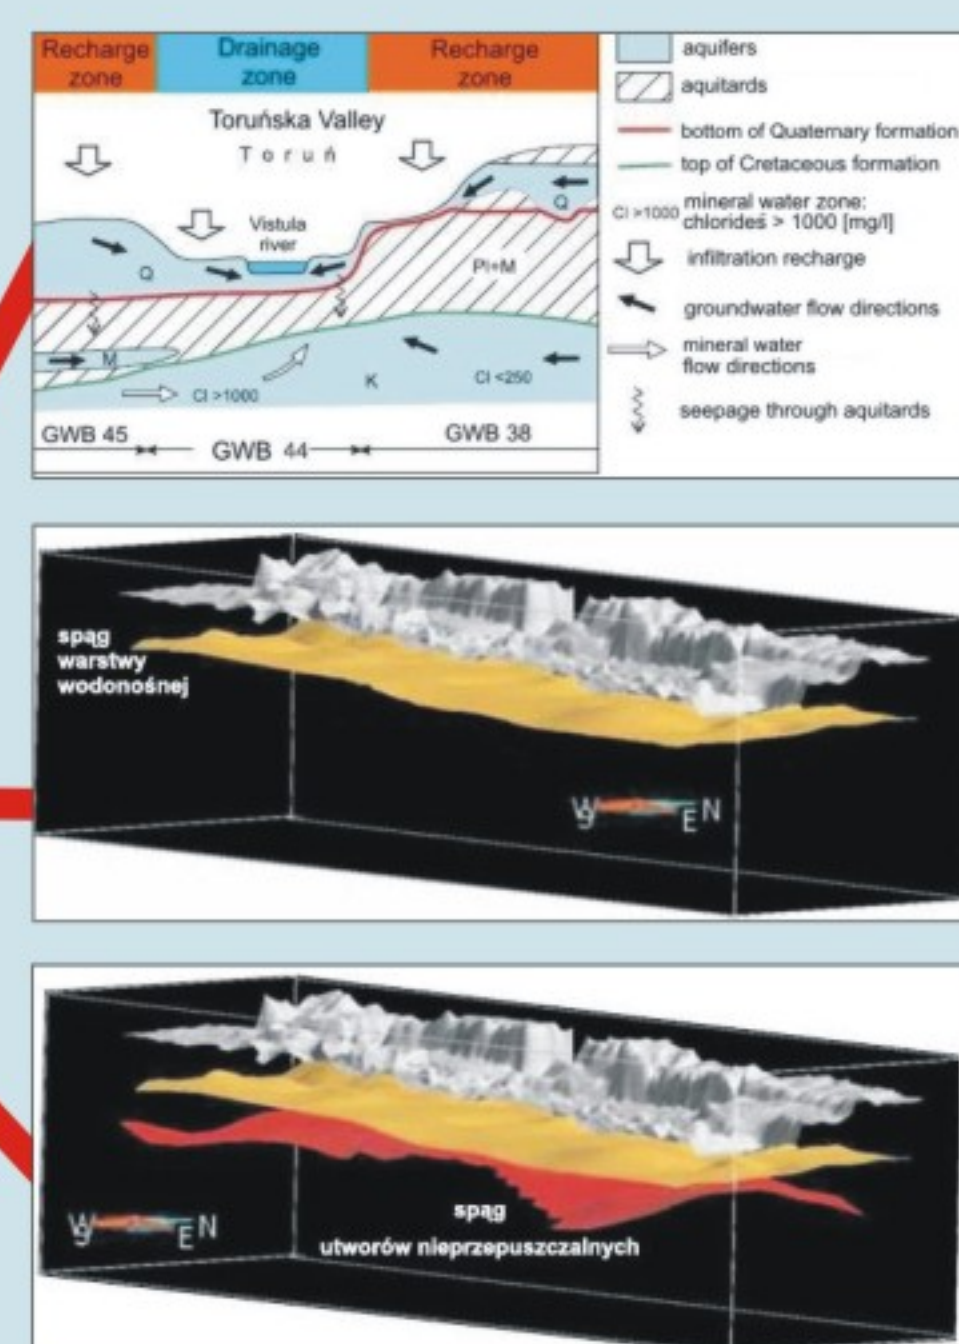 Recharge
zone
Drainage
zone
Recharge
zone
Toruńska Valley
Toruń
Vistula
river
Q
Q
Pl+M
M
K
Cl >1000
Cl <250
GWB 45
GWB 44
GWB 38
aquifers
aquitards
bottom of Quaternary formation
top of Cretaceous formation
Cl >1000 mineral water zone:
chlorideś > 1000 [mg/l]
infiltration recharge
groundwater flow directions
mineral water
flow directions
seepage through aquitards
spąg
warstwy
wodonośnej
W
S
E
N
W
S
E
N
spąg
utworów nieprzepuszczalnych